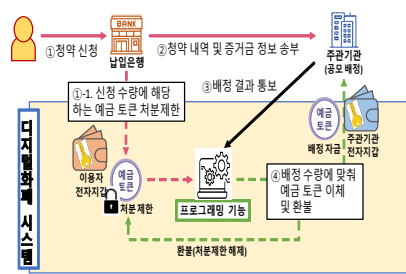 BANK
①청약 신청
납입은행
②청약 내역 및 증거금 정보 송부
주관기관
(공모 배정)
①-1. 신청 수량에 해당
하는 예금 토큰 처분제한
③배정 결과 통보
디지털화폐 시스템
이용자
전자지갑
예금
토큰
처분제한
프로그래밍 기능
예금
토큰
배정 자금
주관기관
전자지갑
④배정 수량에 맞춰
예금 토큰 이체
및 환불
환불(처분제한 해제)